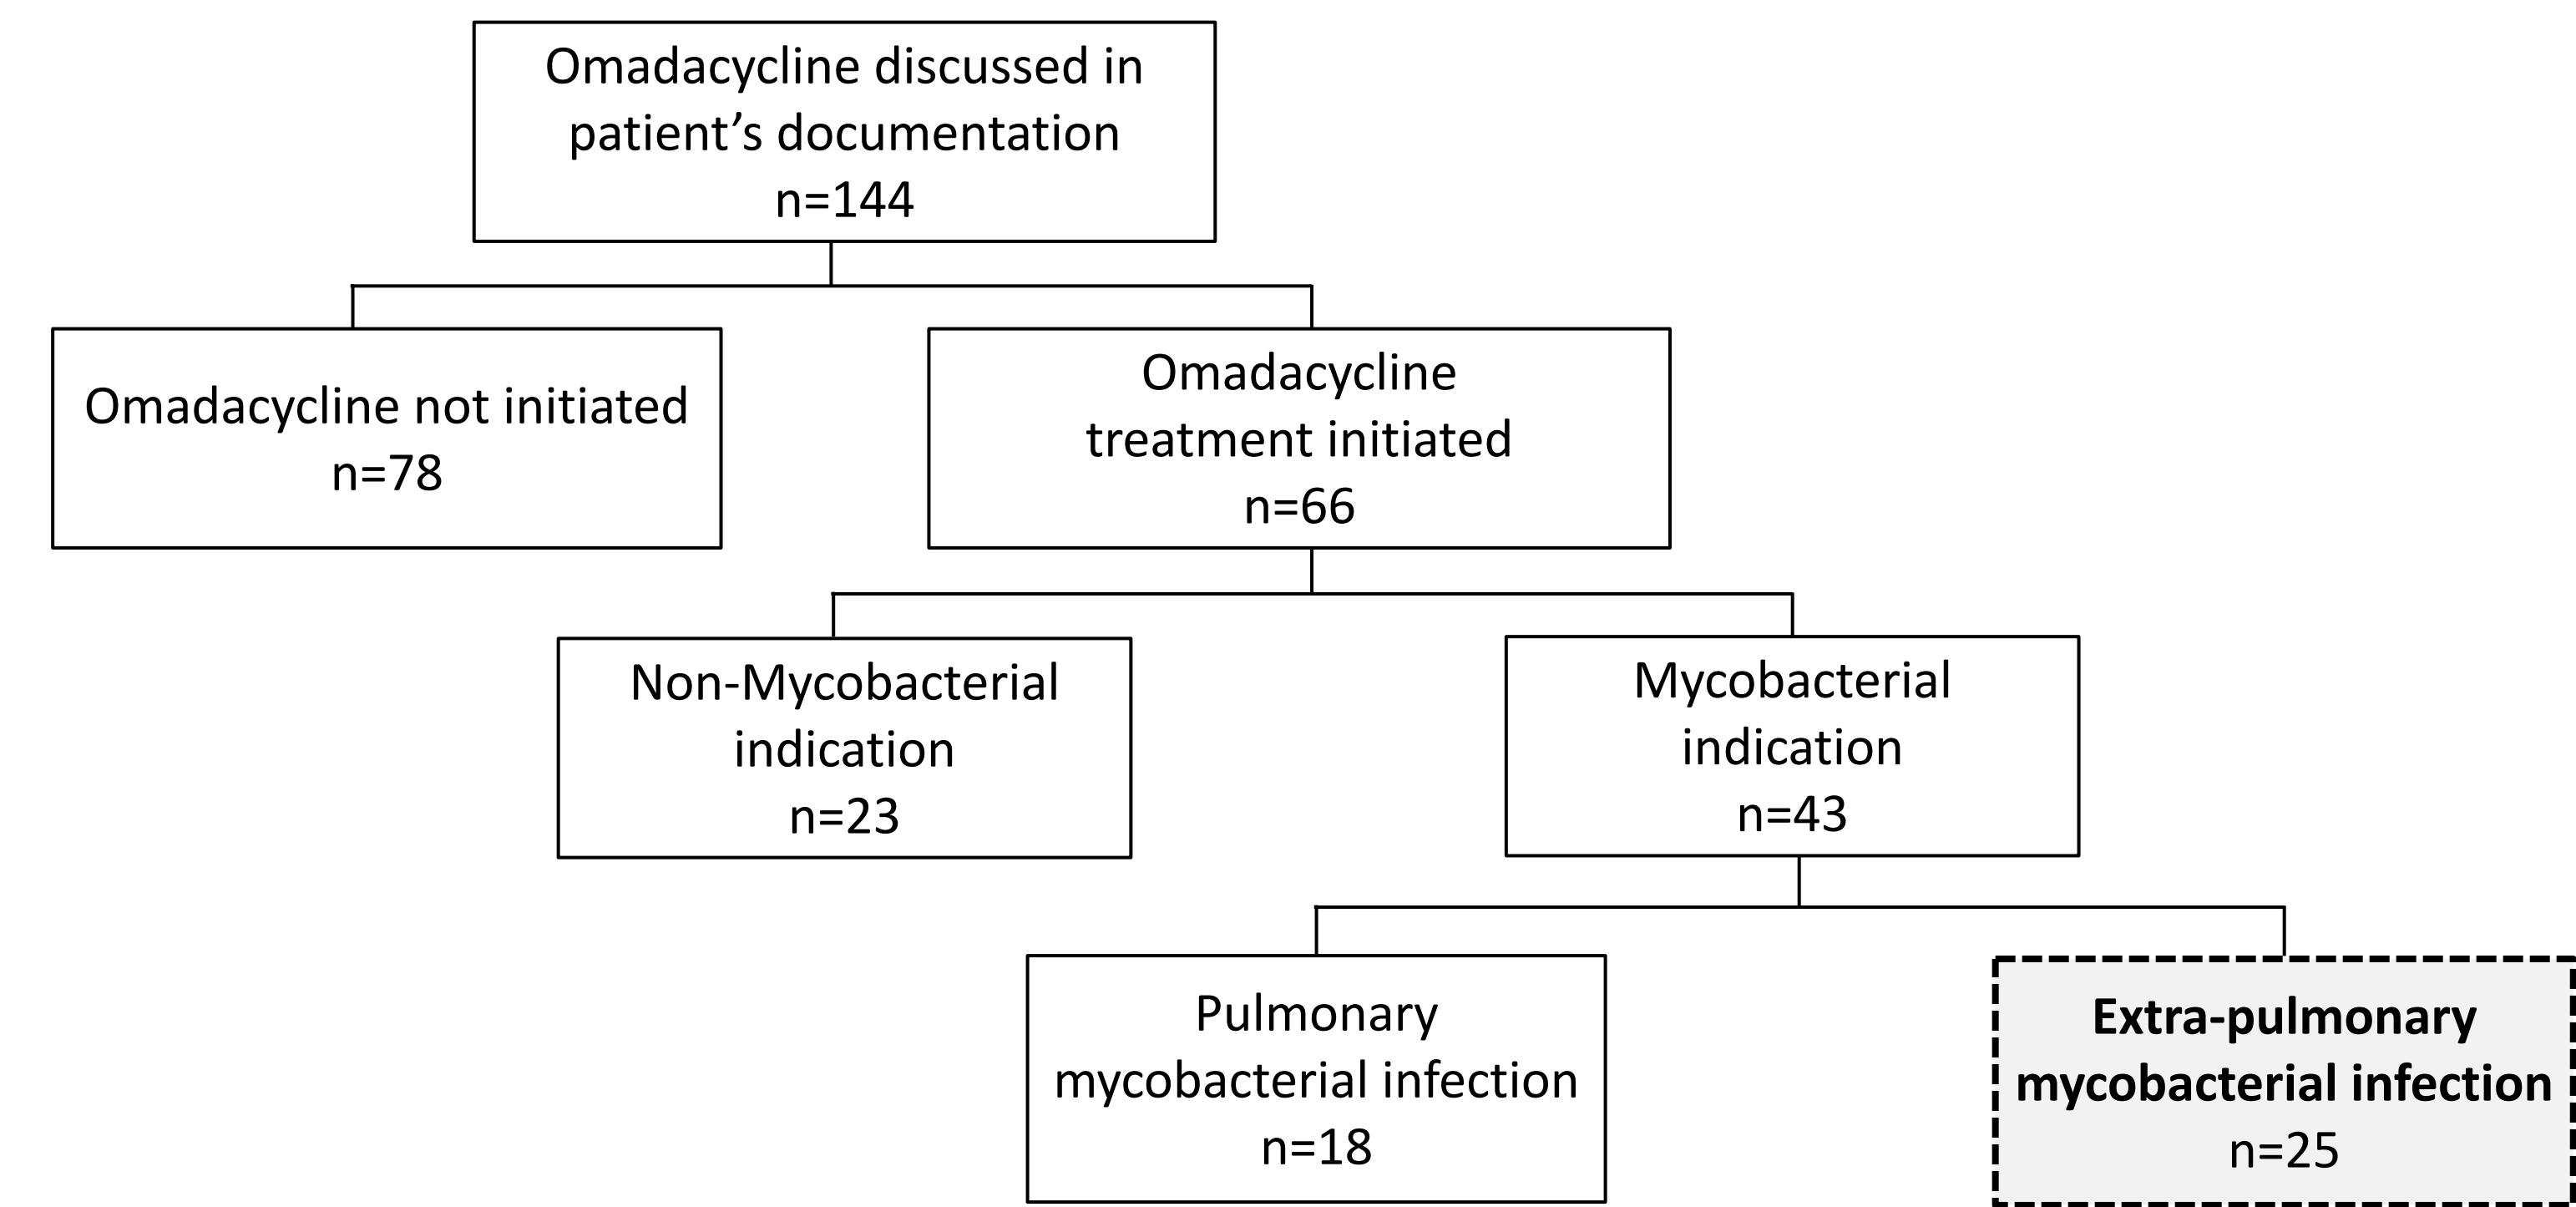 Omadacycline discussed in
patient’s documentation
n=144
Omadacycline not initiated
n=78
Omadacycline
treatment initiated
n=66
Non-Mycobacterial
indication
n=23
Mycobacterial
indication
n=43
Pulmonary
mycobacterial infection
n=18
Extra-pulmonary
mycobacterial infection
n=25